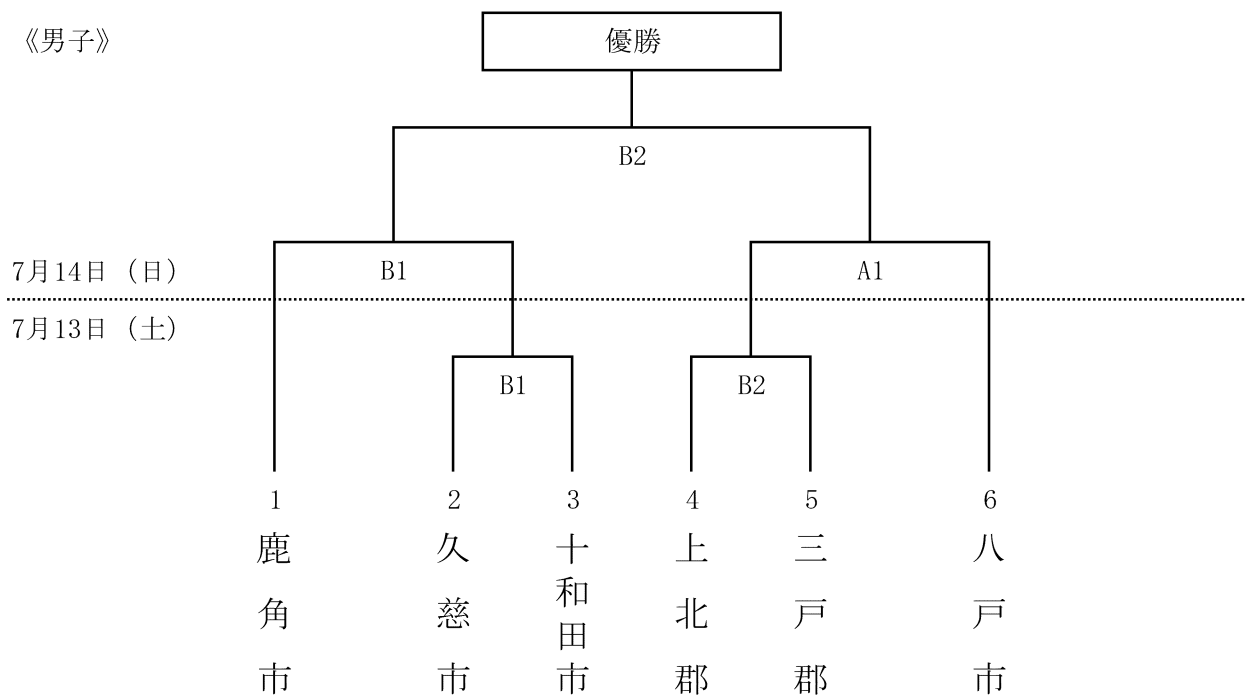 《男子》
優勝
B2
7月14日（日）
B1
A1
7月13日（土）
B1
B2
1
2
3
4
5
6
鹿角市
久慈市
十和田市
上北郡
三戸郡
八戸市